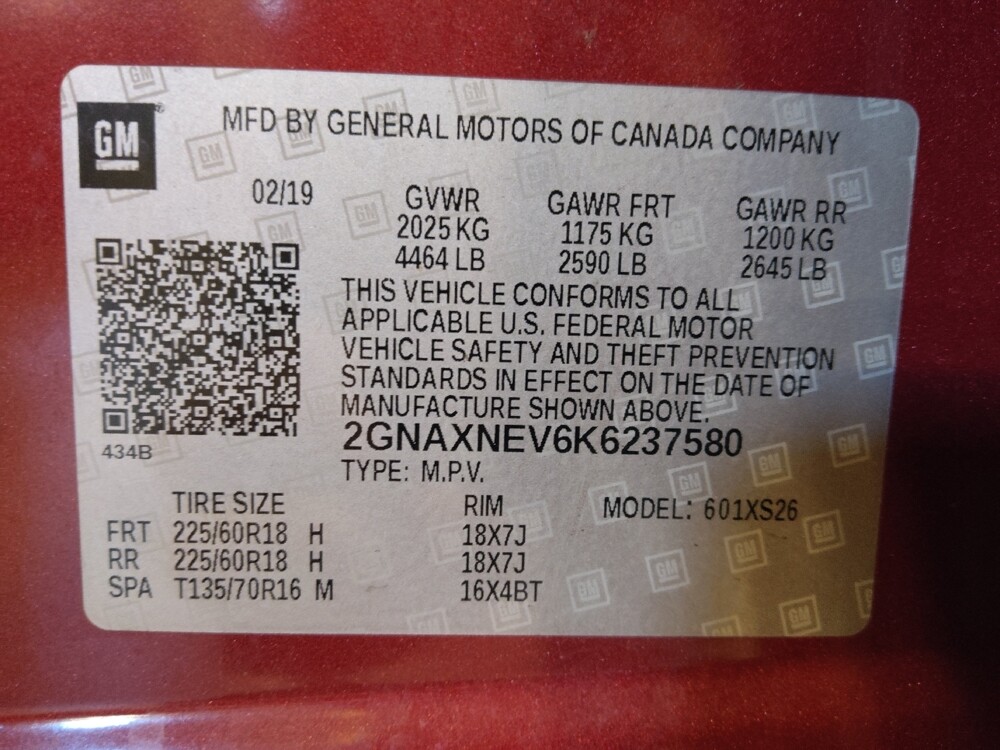 GM
MFD BY GENERAL MOTORS OF CANADA COMPANY
02/19
GVWR GAWR FRT GAWR RR
2025 KG 1175 KG 1200 KG
4464 LB 2590 LB 2645 LB
THIS VEHICLE CONFORMS TO ALL
APPLICABLE U.S. FEDERAL MOTOR
VEHICLE SAFETY AND THEFT PREVENTION
STANDARDS IN EFFECT ON THE DATE OF
MANUFACTURE SHOWN ABOVE.
2GNAXNEV6K6237580
434B
TYPE: M.P.V.
TIRE SIZE RIM MODEL: 601XS26
FRT 225/60R18 H 18X7J
RR 225/60R18 H 18X7J
SPA T135/70R16 M 16X4BT